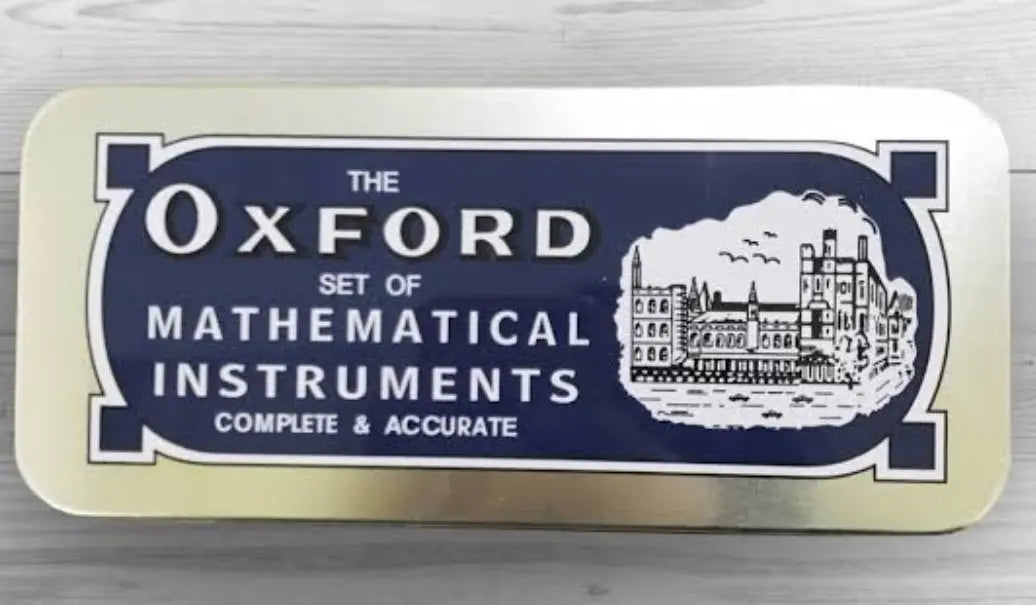 THE
OXFORD
SET OF
MATHEMATICAL
INSTRUMENTS
COMPLETE & ACCURATE